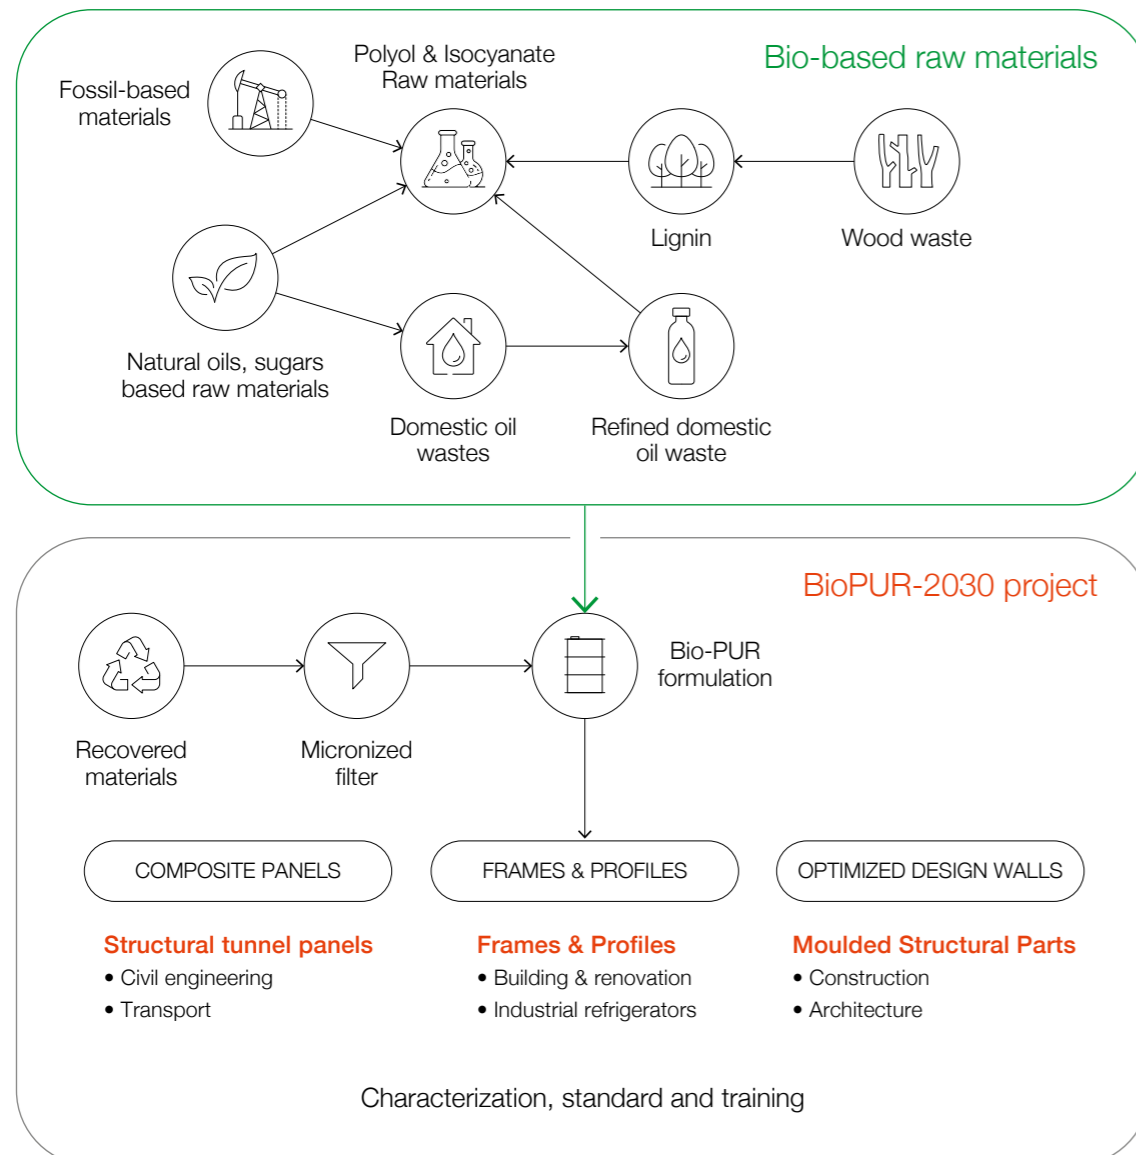 Bio-based raw materials
Polyol & Isocyanate
Raw materials
Fossil-based
materials
Lignin
Wood waste
Natural oils, sugars
based raw materials
Domestic oil
wastes
Refined domestic
oil waste
BioPUR-2030 project
Bio-PUR
formulation
Recovered
materials
Micronized
filter
COMPOSITE PANELS
FRAMES & PROFILES
OPTIMIZED DESIGN WALLS
Structural tunnel panels
• Civil engineering
• Transport
Frames & Profiles
• Building & renovation
• Industrial refrigerators
Moulded Structural Parts
• Construction
• Architecture
Characterization, standard and training